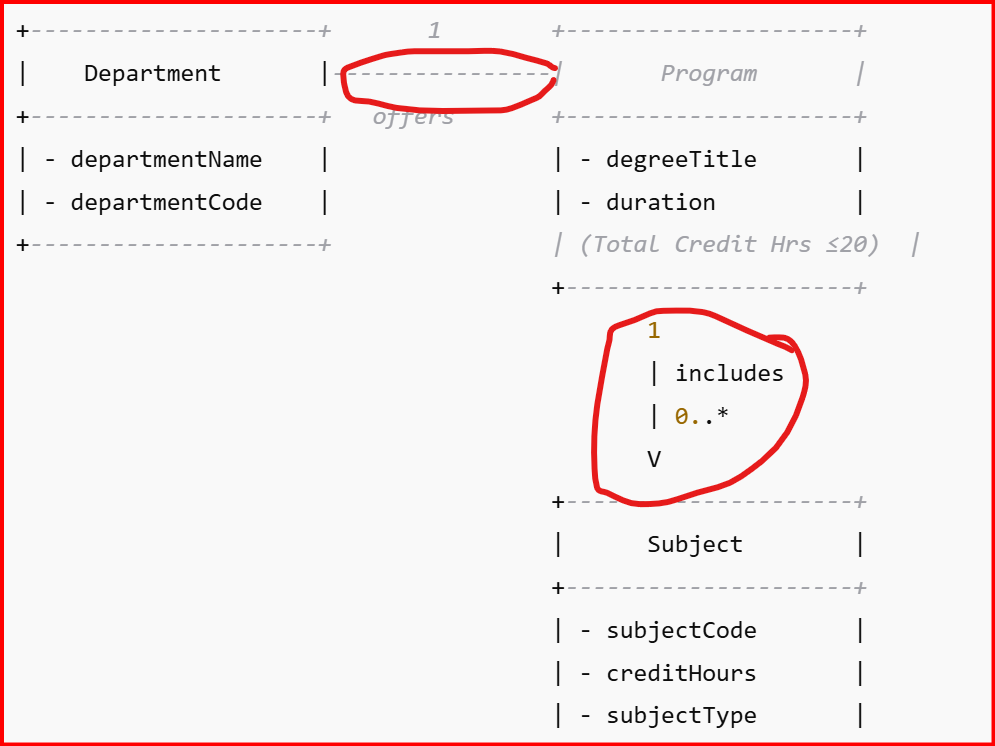 +---------------------+       1        +---------------------+
|    Department       |----------------|       Program       |
+---------------------+   offers       +---------------------+
| - departmentName    |                | - degreeTitle       |
| - departmentCode    |                | - duration          |
+---------------------+                | (Total Credit Hrs ≤20)  |
+---------------------+
1
| includes
| 0..*
V
+---------------------+
|      Subject        |
+---------------------+
| - subjectCode       |
| - creditHours       |
| - subjectType       |